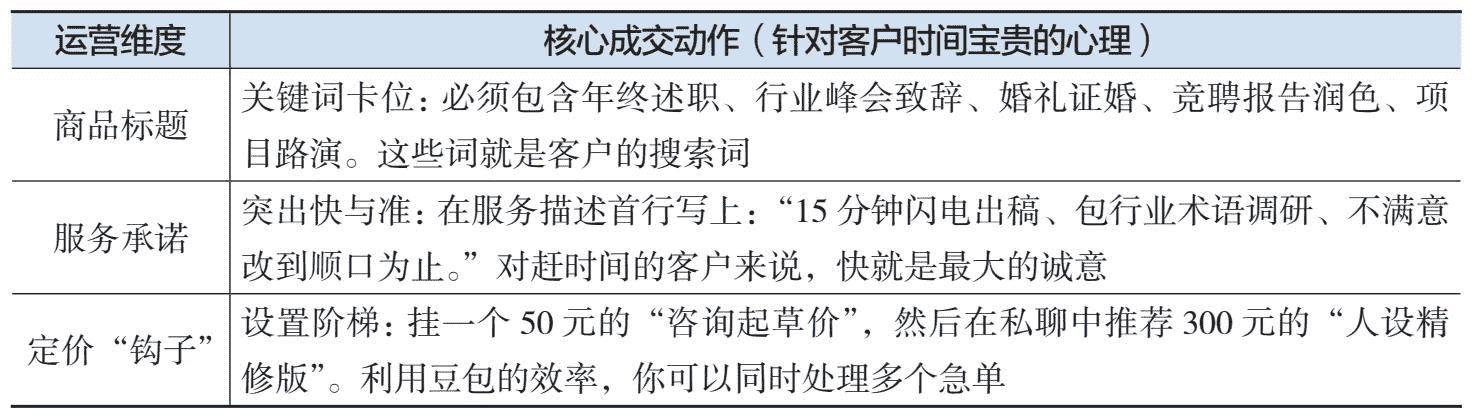 运营维度 核心成交动作（针对客户时间宝贵的心理）
商品标题
关键词卡位：必须包含年终述职、行业峰会致辞、婚礼证婚、竞聘报告润色、项
目路演。这些词就是客户的搜索词
服务承诺
突出快与准：在服务描述首行写上：“15 分钟闪电出稿、包行业术语调研、不满意
改到顺口为止。”对赶时间的客户来说，快就是最大的诚意
定价“钩子”
设置阶梯：挂一个 50 元的“咨询起草价”，然后在私聊中推荐 300 元的“人设精
修版”。利用豆包的效率，你可以同时处理多个急单